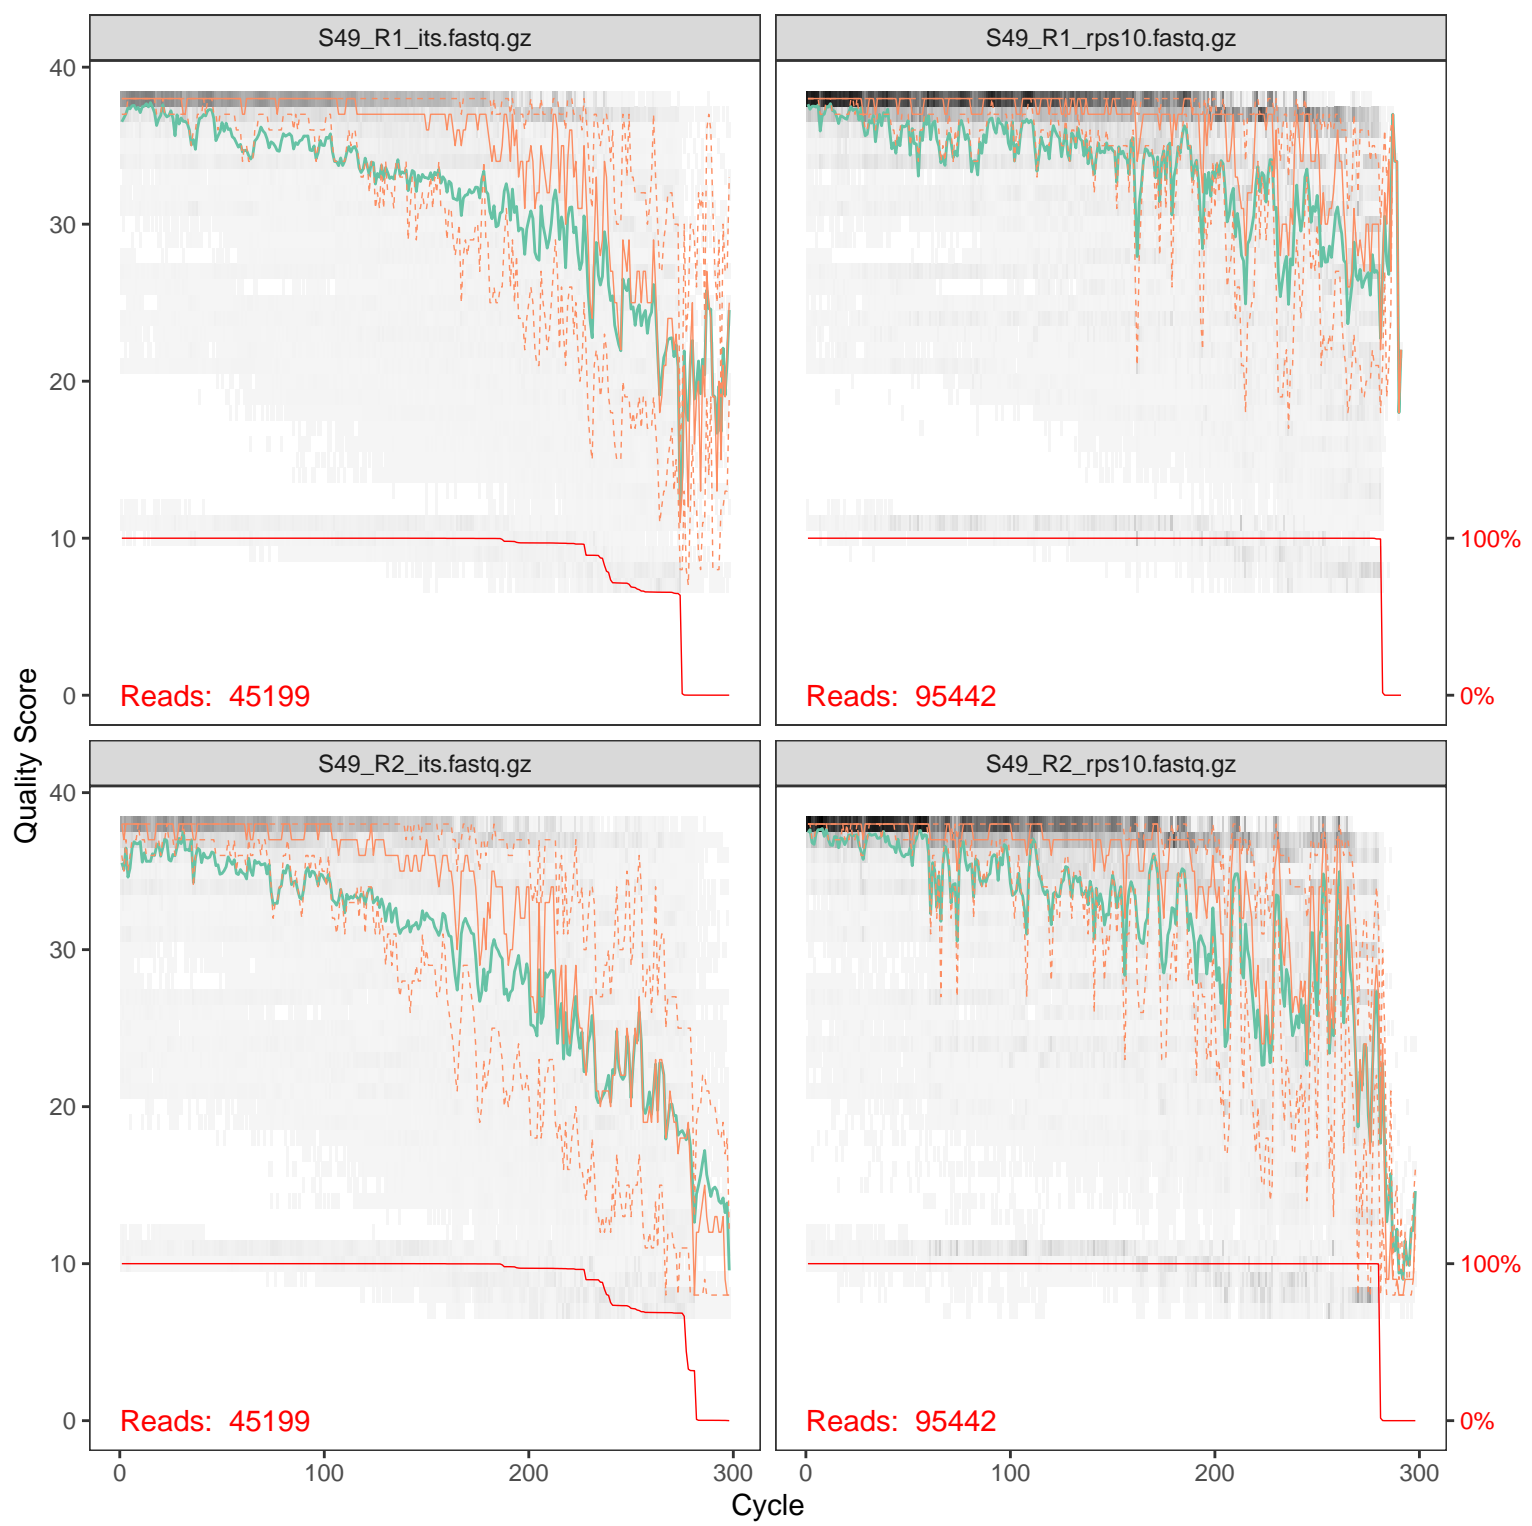 S49_R1_its.fastq.gz
S49_R1_rps10.fastq.gz
40
30
20
10
0
Reads: 45199
Reads: 95442
100%
0%
Quality Score
S49_R2_its.fastq.gz
S49_R2_rps10.fastq.gz
40
30
20
10
0
Reads: 45199
Reads: 95442
100%
0%
0 100 200 300
0 100 200 300
Cycle